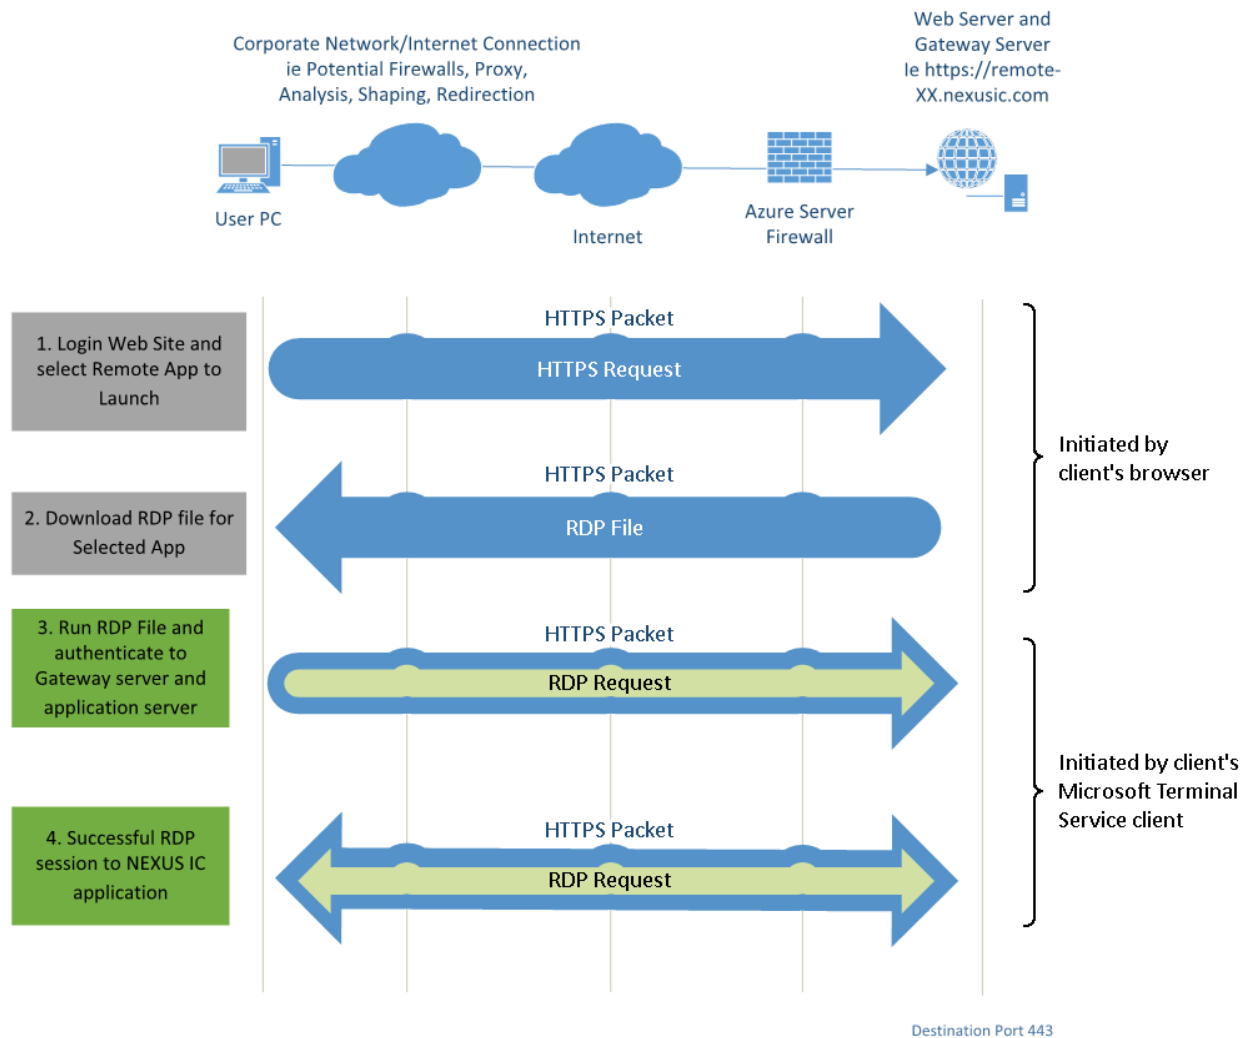 Web Server and
Gateway Server
Ie https://remote-
XX.nexusic.com
Corporate Network/Internet Connection
ie Potential Firewalls, Proxy,
Analysis, Shaping, Redirection
User PC
Internet
Azure Server
Firewall
1. Login Web Site and
select Remote App to
Launch
HTTPS Packet
HTTPS Request
Initiated by
client's browser
2. Download RDP file for
Selected App
HTTPS Packet
RDP File
3. Run RDP File and
authenticate to
Gateway server and
application server
HTTPS Packet
RDP Request
Initiated by client's
Microsoft Terminal
Service client
4. Successful RDP
session to NEXUS IC
application
HTTPS Packet
RDP Request
Destination Port 443